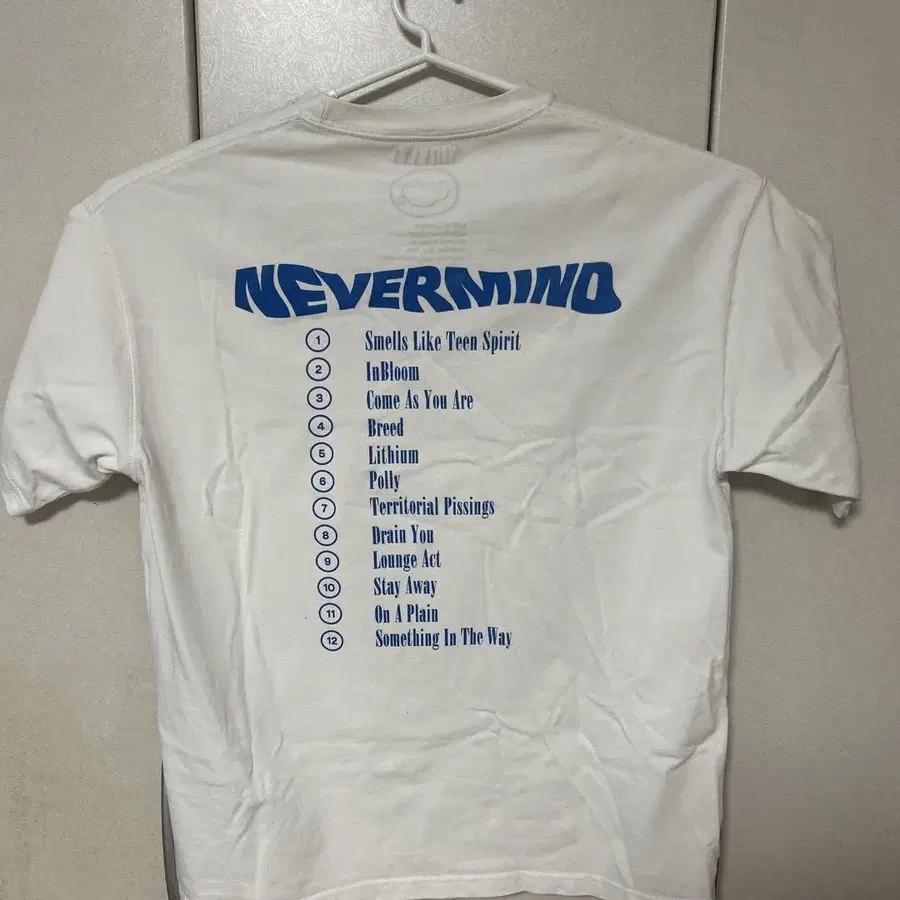 NEVERMIND
1 Smells Like Teen Spirit
2 InBloom
3 Come As You Are
4 Breed
5 Lithium
6 Polly
7 Territorial Pissings
8 Drain You
9 Lounge Act
10 Stay Away
11 On A Plain
12 Something In The Way